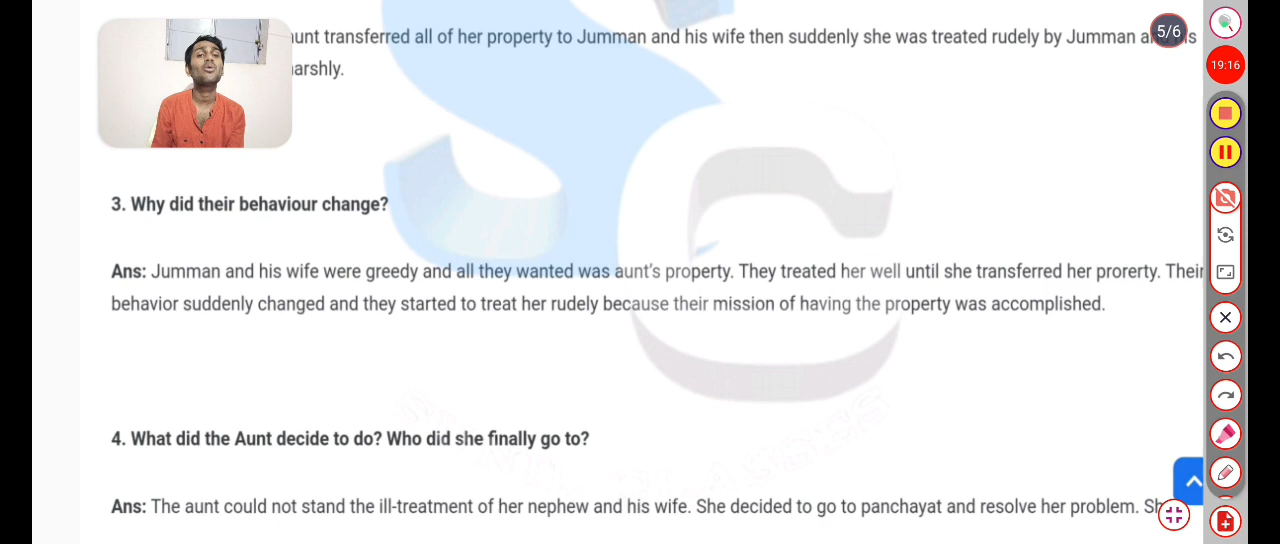 unt transferred all of her property to Jumman and his wife then suddenly she was treated rudely by Jumman
arshly.
5/6
19:16
3. Why did their behaviour change?
Ans: Jumman and his wife were greedy and all they wanted was aunt's property. They treated her well until she transferred her prorerty. Their
behavior suddenly changed and they started to treat her rudely because their mission of having the property was accomplished.
4. What did the Aunt decide to do? Who did she finally go to?
Ans: The aunt could not stand the ill-treatment of her nephew and his wife. She decided to go to panchayat and resolve her problem. Sh